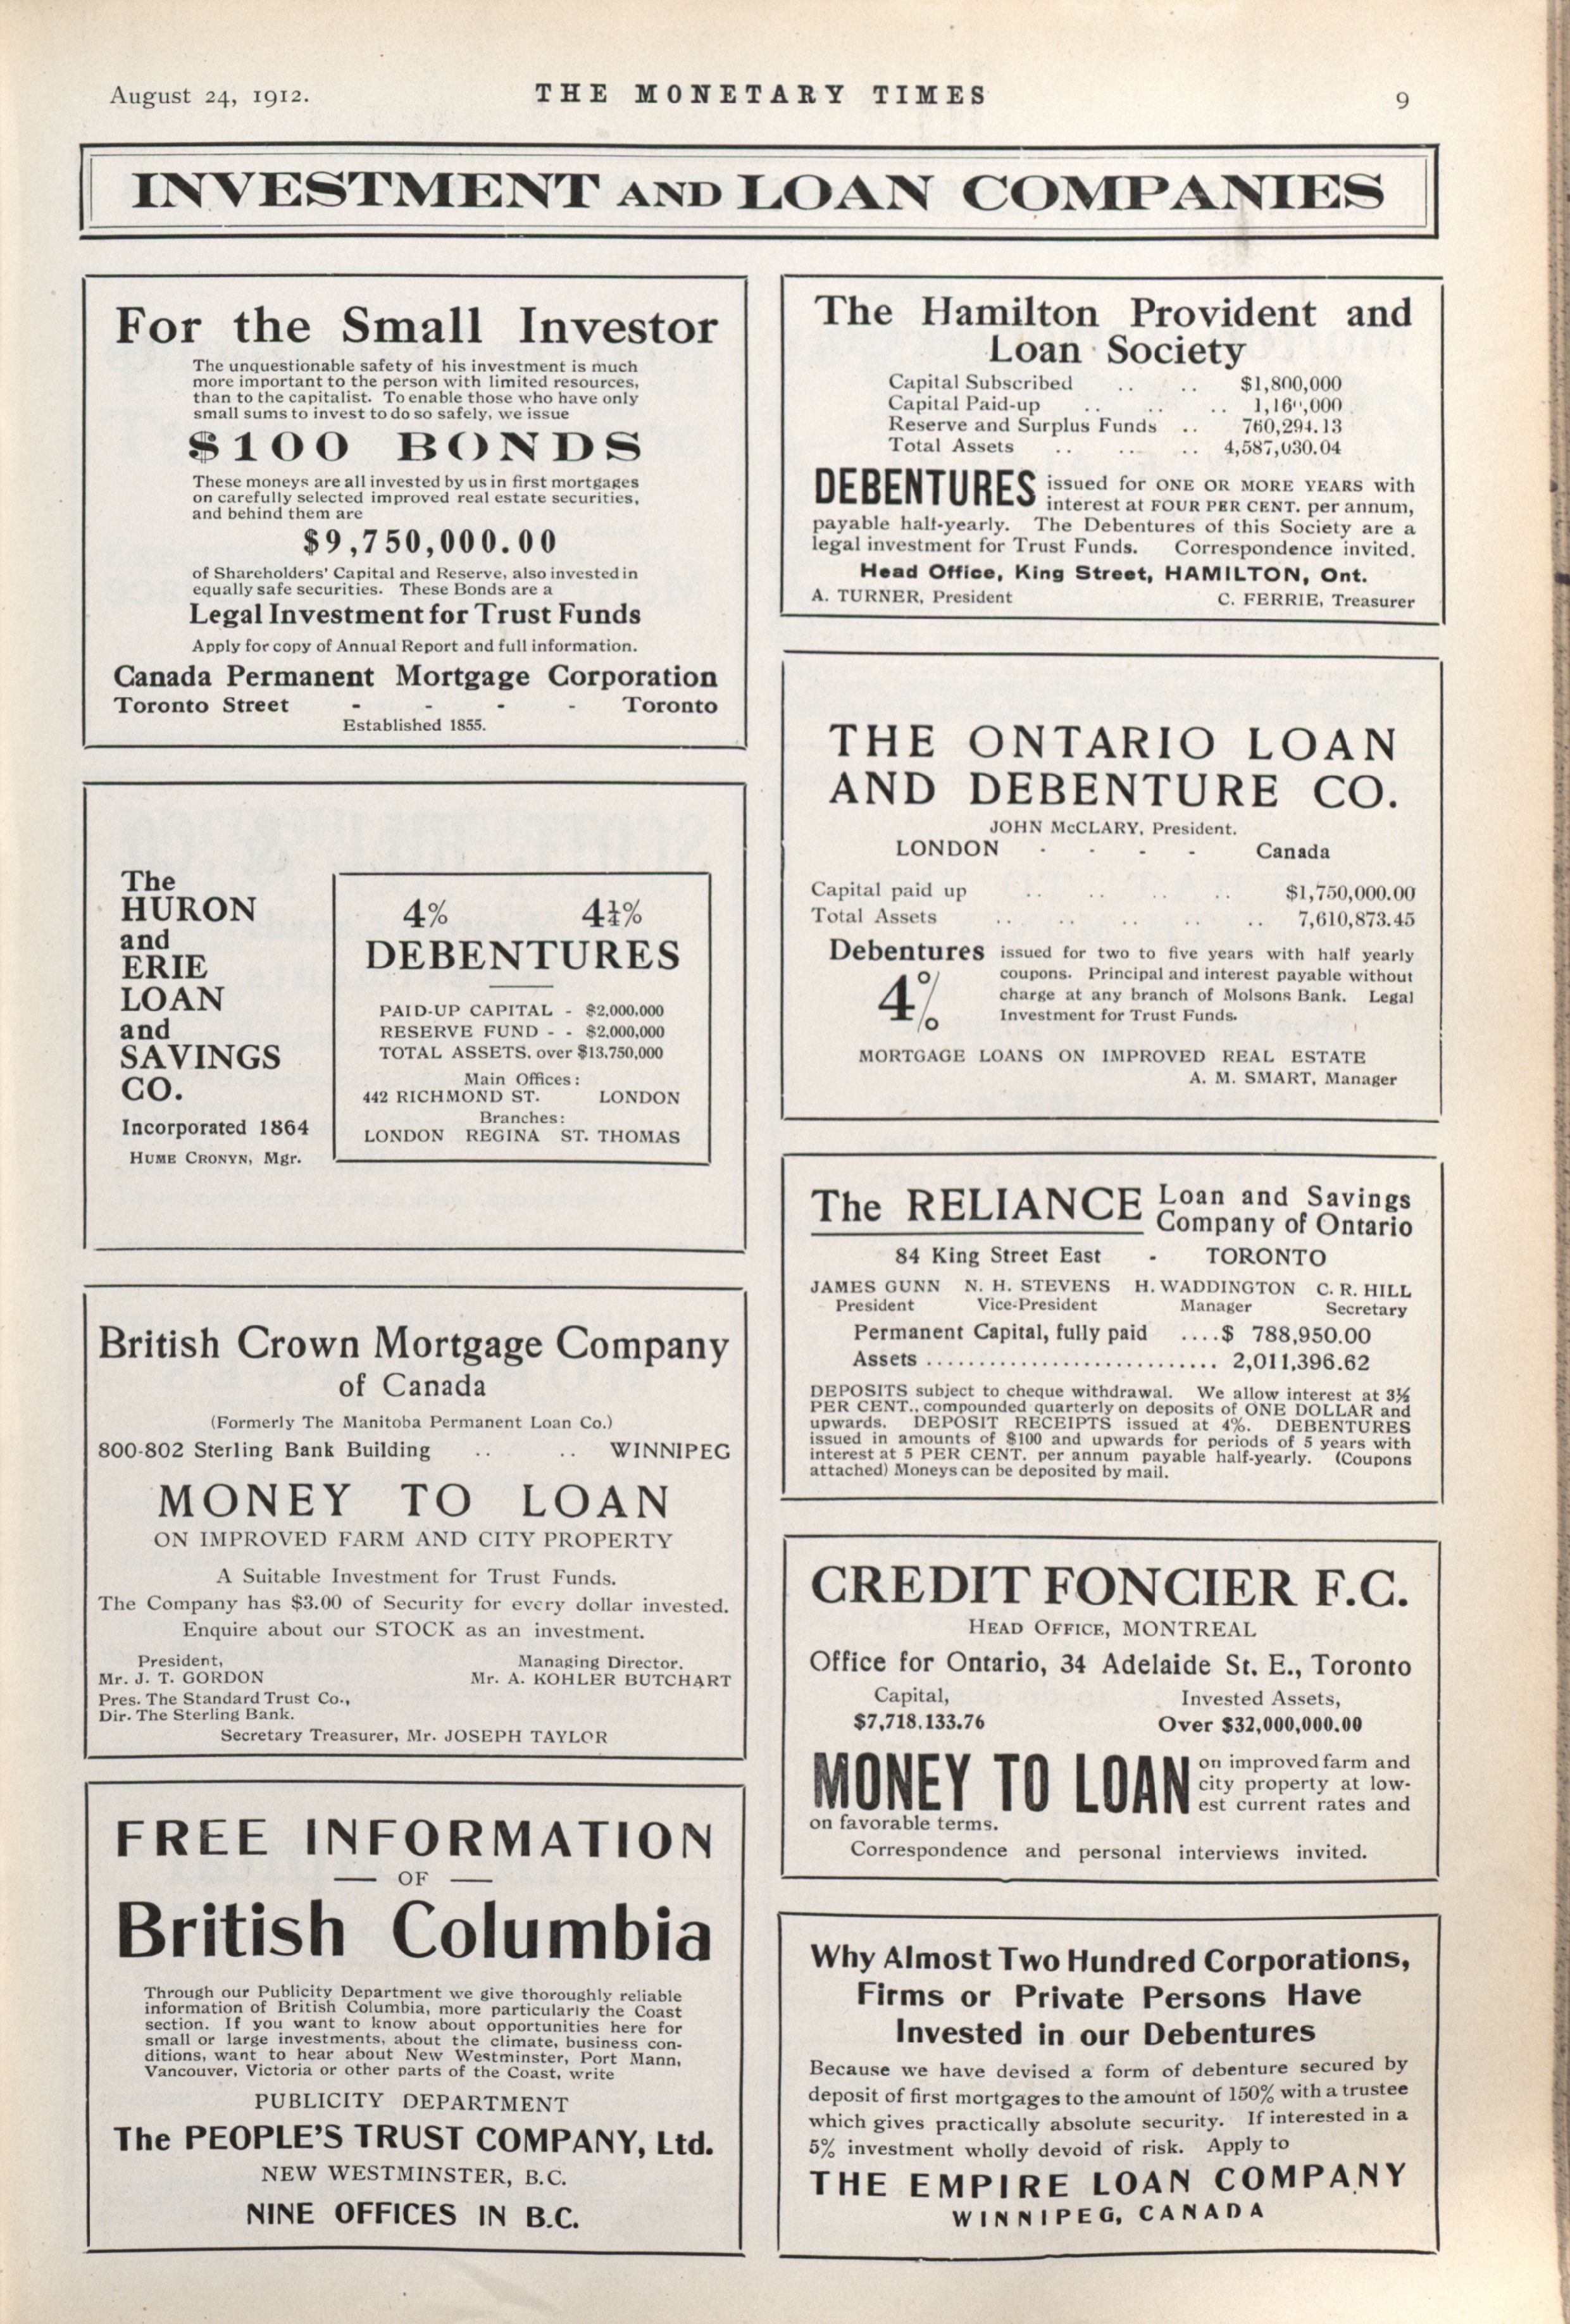 August 24, 1912.
THE MONETARY TIMES
9
INVESTMENT AND LOAN COMPANIES
For the Small Investor
The unquestionable safety of his investment is much
more important to the person with limited resources,
than to the capitalist. To enable those who have only
small sums to invest to do so safely, we issue
$100 BONDS
These moneys are all invested by us in first mortgages
on carefully selected improved real estate securities,
and behind them are
$9,750,000.00
of Shareholders' Capital and Reserve, also invested in
equally safe securities. These Bonds are a
Legal Investment for Trust Funds
Apply for copy of Annual Report and full information.
Canada Permanent Mortgage Corporation
Toronto Street - - - - Toronto
Established 1855.
The
HURON
and
ERIE
LOAN
and
SAVINGS
CO.
Incorporated 1864
HUME CRONYN, Mgr.
4% 4½%
DEBENTURES
PAID-UP CAPITAL - $2,000,000
RESERVE FUND - - $2,000,000
TOTAL ASSETS, over $13,750,000
Main Offices:
442 RICHMOND ST. LONDON
Branches:
LONDON REGINA ST. THOMAS
British Crown Mortgage Company
of Canada
(Formerly The Manitoba Permanent Loan Co.)
800-802 Sterling Bank Building .. .. WINNIPEG
MONEY TO LOAN
ON IMPROVED FARM AND CITY PROPERTY
A Suitable Investment for Trust Funds.
The Company has $3.00 of Security for every dollar invested.
Enquire about our STOCK as an investment.
President, Managing Director.
Mr. J. T. GORDON Mr. A. KOHLER BUTCHART
Pres. The Standard Trust Co.,
Dir. The Sterling Bank.
Secretary Treasurer, Mr. JOSEPH TAYLOR
FREE INFORMATION
— OF —
British Columbia
Through our Publicity Department we give thoroughly reliable
information of British Columbia, more particularly the Coast
section. If you want to know about opportunities here for
small or large investments, about the climate, business con-
ditions, want to hear about New Westminster, Port Mann,
Vancouver, Victoria or other parts of the Coast, write
PUBLICITY DEPARTMENT
The PEOPLE'S TRUST COMPANY, Ltd.
NEW WESTMINSTER, B.C.
NINE OFFICES IN B.C.
The Hamilton Provident and
Loan Society
Capital Subscribed .. .. $1,800,000
Capital Paid-up .. .. ..
Reserve and Surplus Funds .. 760,294.13
Total Assets .. .. .. 4,587,030.04
DEBENTURES issued for ONE OR MORE YEARS with
interest at FOUR PER CENT. per annum,
payable half-yearly. The Debentures of this Society are a
legal investment for Trust Funds. Correspondence invited.
Head Office, King Street, HAMILTON, Ont.
A. TURNER, President C. FERRIE, Treasurer
THE ONTARIO LOAN
AND DEBENTURE CO.
JOHN McCLARY, President.
LONDON - - - - Canada
Capital paid up .. .. .. .. $1,750,000.00
Total Assets .. .. .. .. .. 7,610,873.45
Debentures issued for two to five years with half yearly
4% coupons. Principal and interest payable without
charge at any branch of Molsons Bank. Legal
Investment for Trust Funds.
MORTGAGE LOANS ON IMPROVED REAL ESTATE
A. M. SMART, Manager
The RELIANCE Loan and Savings
Company of Ontario
84 King Street East - TORONTO
JAMES GUNN N. H. STEVENS H. WADDINGTON C. R. HILL
President Vice-President Manager Secretary
Permanent Capital, fully paid ....$ 788,950.00
Assets ............................ 2,011,396.62
DEPOSITS subject to cheque withdrawal. We allow interest at 3½
PER CENT., compounded quarterly on deposits of ONE DOLLAR and
upwards. DEPOSIT RECEIPTS issued at 4%. DEBENTURES
issued in amounts of $100 and upwards for periods of 5 years with
interest at 5 PER CENT. per annum payable half-yearly. (Coupons
attached) Moneys can be deposited by mail.
CREDIT FONCIER F.C.
HEAD OFFICE, MONTREAL
Office for Ontario, 34 Adelaide St. E., Toronto
Capital, Invested Assets,
$7,718,133.76 Over $32,000,000.00
MONEY TO LOAN on improved farm and
city property at low-
est current rates and
on favorable terms.
Correspondence and personal interviews invited.
Why Almost Two Hundred Corporations,
Firms or Private Persons Have
Invested in our Debentures
Because we have devised a form of debenture secured by
deposit of first mortgages to the amount of 150% with a trustee
which gives practically absolute security. If interested in a
5% investment wholly devoid of risk. Apply to
THE EMPIRE LOAN COMPANY
WINNIPEG, CANADA